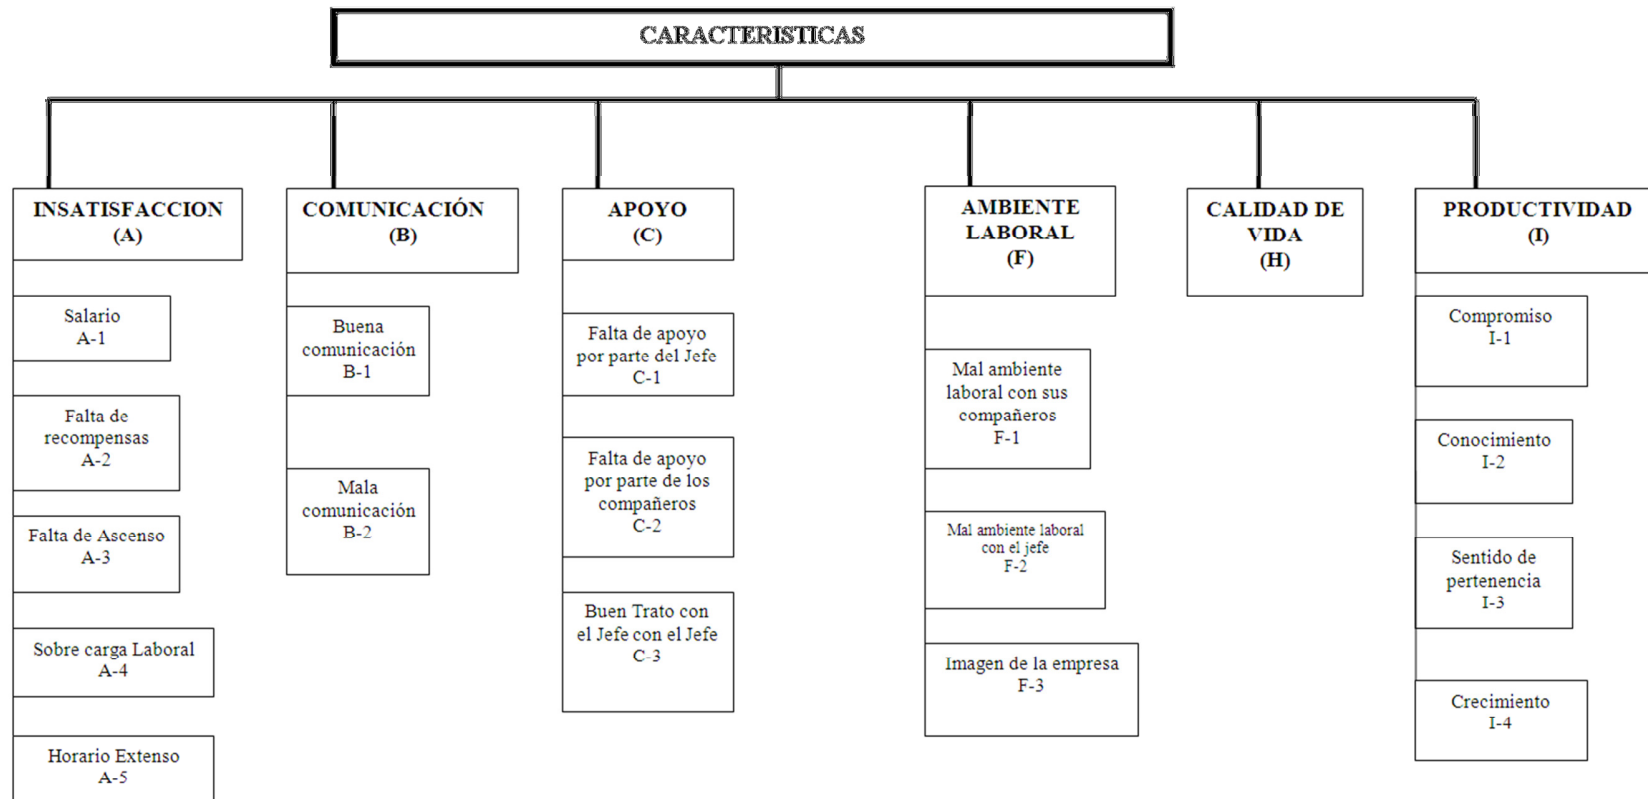 CARACTERISTICAS
INSATISFACCION
(A)
Salario
A-1
Falta de
recompensas
A-2
Falta de Ascenso
A-3
Sobre carga Laboral
A-4
Horario Extenso
A-5
COMUNICACIÓN
(B)
Buena
comunicación
B-1
Mala
comunicación
B-2
APOYO
(C)
Falta de apoyo
por parte del Jefe
C-1
Falta de apoyo
por parte de los
compañeros
C-2
Buen Trato con
el Jefe con el Jefe
C-3
AMBIENTE
LABORAL
(F)
Mal ambiente
laboral con sus
compañeros
F-1
Mal ambiente laboral
con el jefe
F-2
Imagen de la empresa
F-3
CALIDAD DE
VIDA
(H)
PRODUCTIVIDAD
(I)
Compromiso
I-1
Conocimiento
I-2
Sentido de
pertenencia
I-3
Crecimiento
I-4